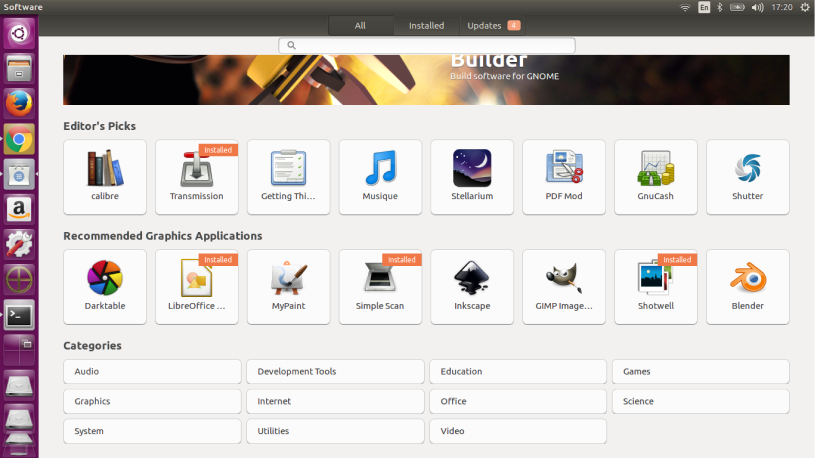 Software
En
17:20
All
Installed
Updates 4
Builder
Build software for GNOME
Editor's Picks
Installed
calibre
Transmission
Getting Thi...
Musique
Stellarium
PDF Mod
GnuCash
Shutter
Recommended Graphics Applications
Installed
Installed
Installed
Darktable
LibreOffice ...
MyPaint
Simple Scan
Inkscape
GIMP Image...
Shotwell
Blender
Categories
Audio
Development Tools
Education
Games
Graphics
Internet
Office
Science
System
Utilities
Video